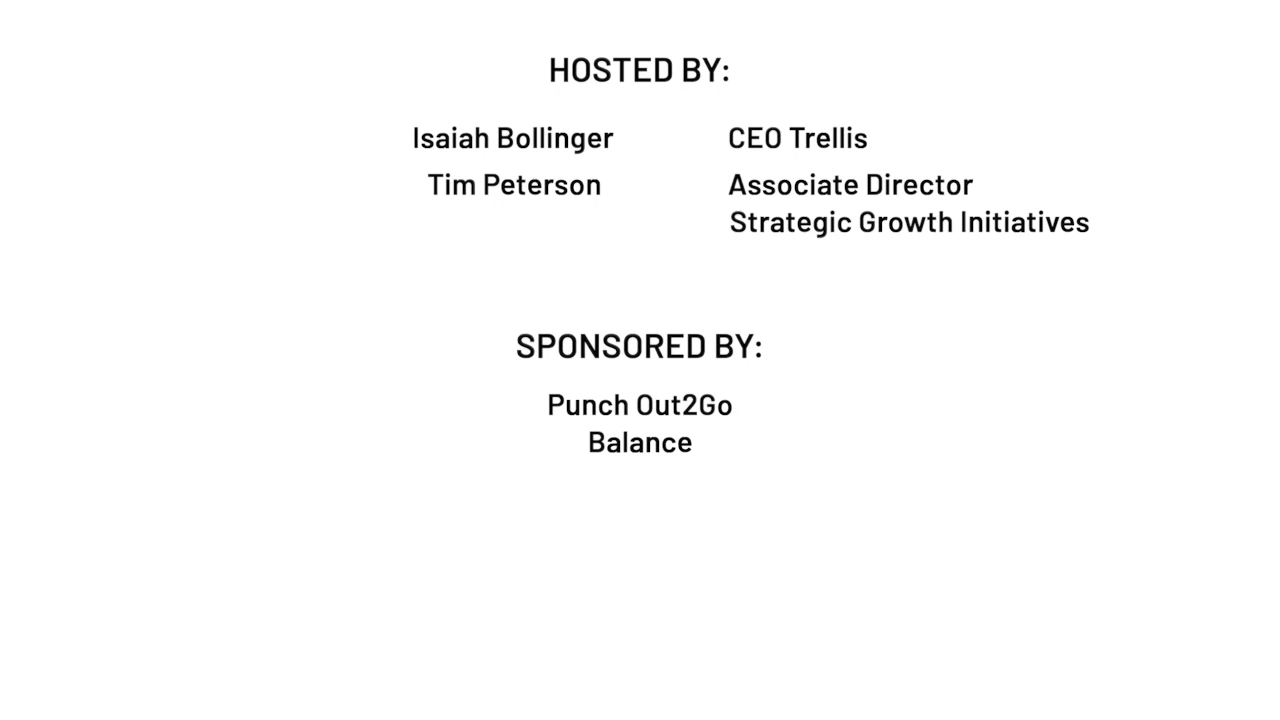 HOSTED BY:
Isaiah Bollinger CEO Trellis
Tim Peterson Associate Director
Strategic Growth Initiatives
SPONSORED BY:
Punch Out2Go
Balance